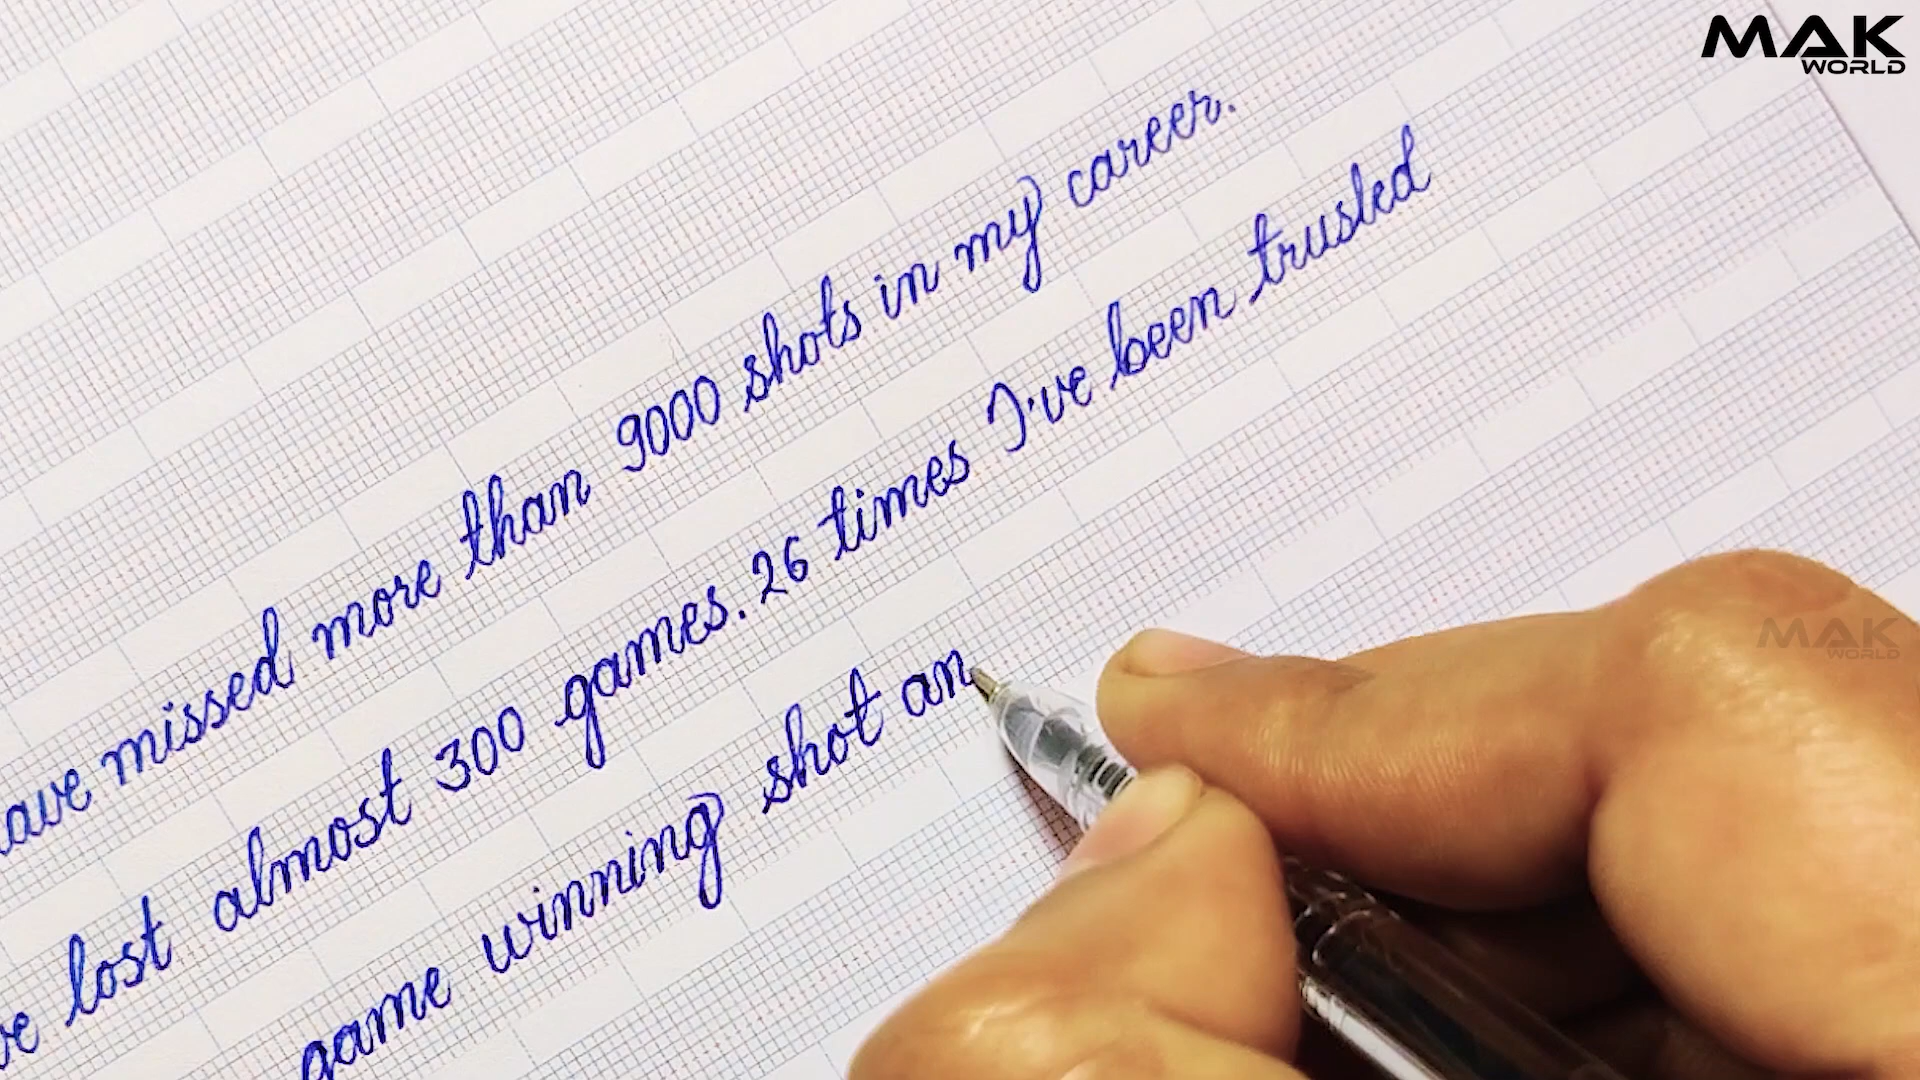 MAK
WORLD
ave missed more than 9000 shots in my career.
ve lost almost 300 games. 26 times I've been trusted
game winning shot an
MAK
WORLD